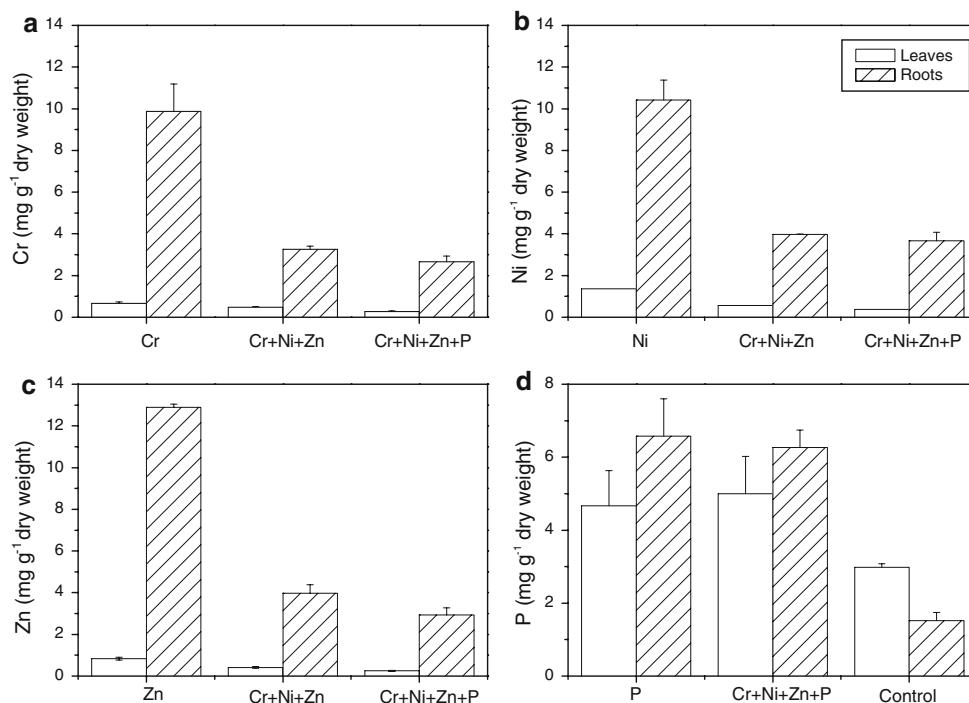 a
14
12
10
8
6
4
2
0
Cr (mg g⁻¹ dry weight)
Cr
Cr+Ni+Zn
Cr+Ni+Zn+P
b
14
12
10
8
6
4
2
0
Ni (mg g⁻¹ dry weight)
Leaves
Roots
Ni
Cr+Ni+Zn
Cr+Ni+Zn+P
c
14
12
10
8
6
4
2
0
Zn (mg g⁻¹ dry weight)
Zn
Cr+Ni+Zn
Cr+Ni+Zn+P
d
8
6
4
2
0
P (mg g⁻¹ dry weight)
P
Cr+Ni+Zn+P
Control